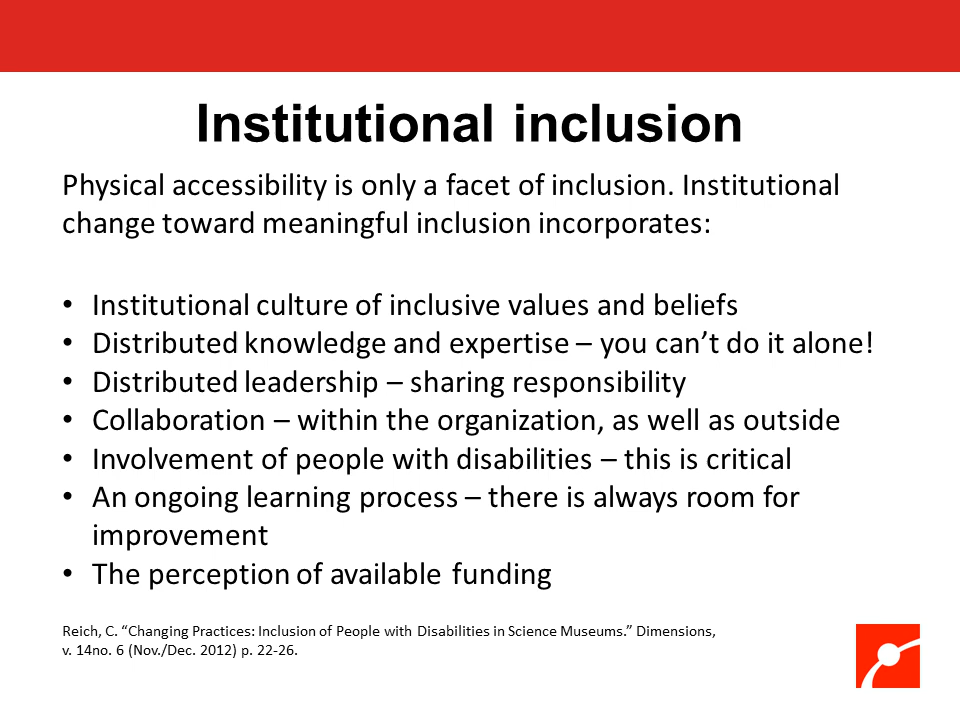 Institutional inclusion
Physical accessibility is only a facet of inclusion. Institutional
change toward meaningful inclusion incorporates:
• Institutional culture of inclusive values and beliefs
• Distributed knowledge and expertise – you can’t do it alone!
• Distributed leadership – sharing responsibility
• Collaboration – within the organization, as well as outside
• Involvement of people with disabilities – this is critical
• An ongoing learning process – there is always room for
improvement
• The perception of available funding
Reich, C. “Changing Practices: Inclusion of People with Disabilities in Science Museums.” Dimensions,
v. 14no. 6 (Nov./Dec. 2012) p. 22-26.